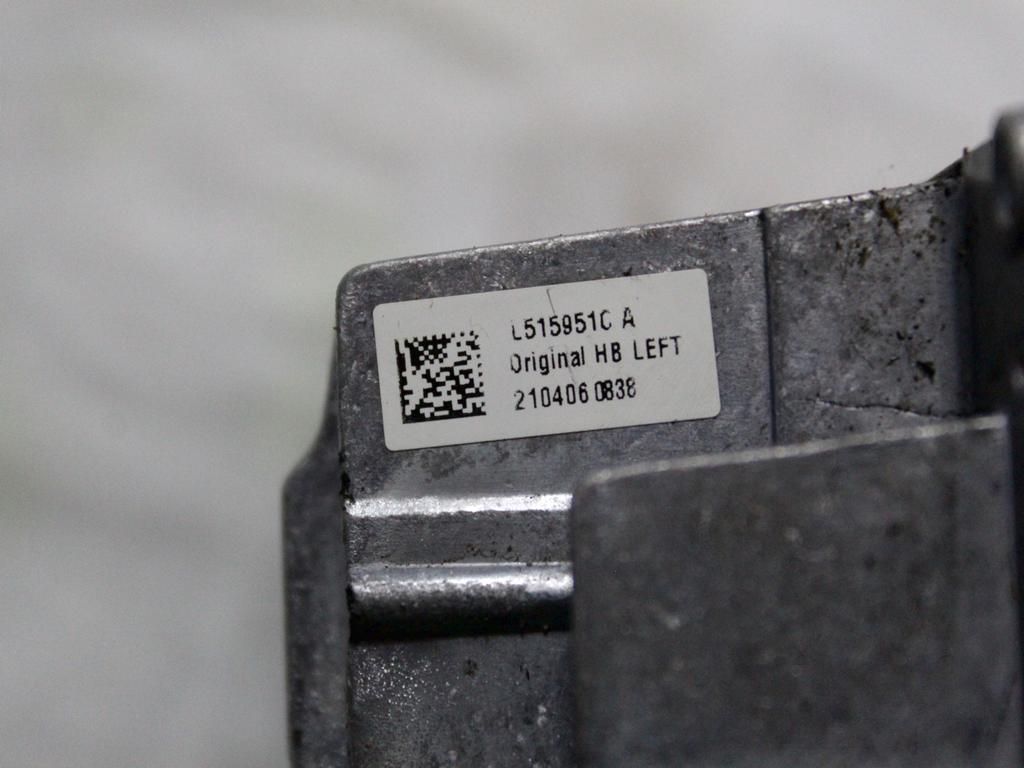 L515951C A
Original HB LEFT
210406 0838